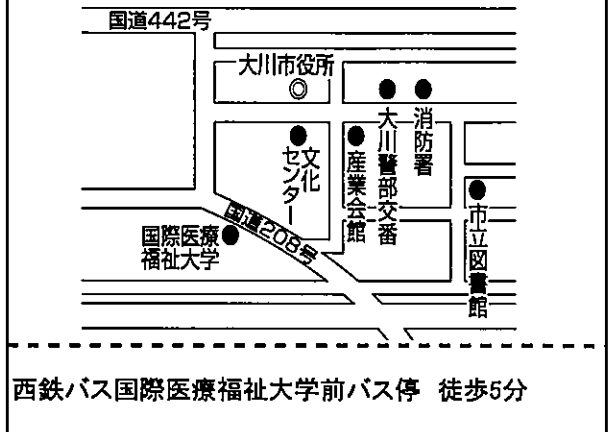 国道442号
大川市役所
文化
センター
産業会館
大川警部交番
消防署
市立図書館
国道208号
国際医療
福祉大学
西鉄バス国際医療福祉大学前バス停 徒歩5分